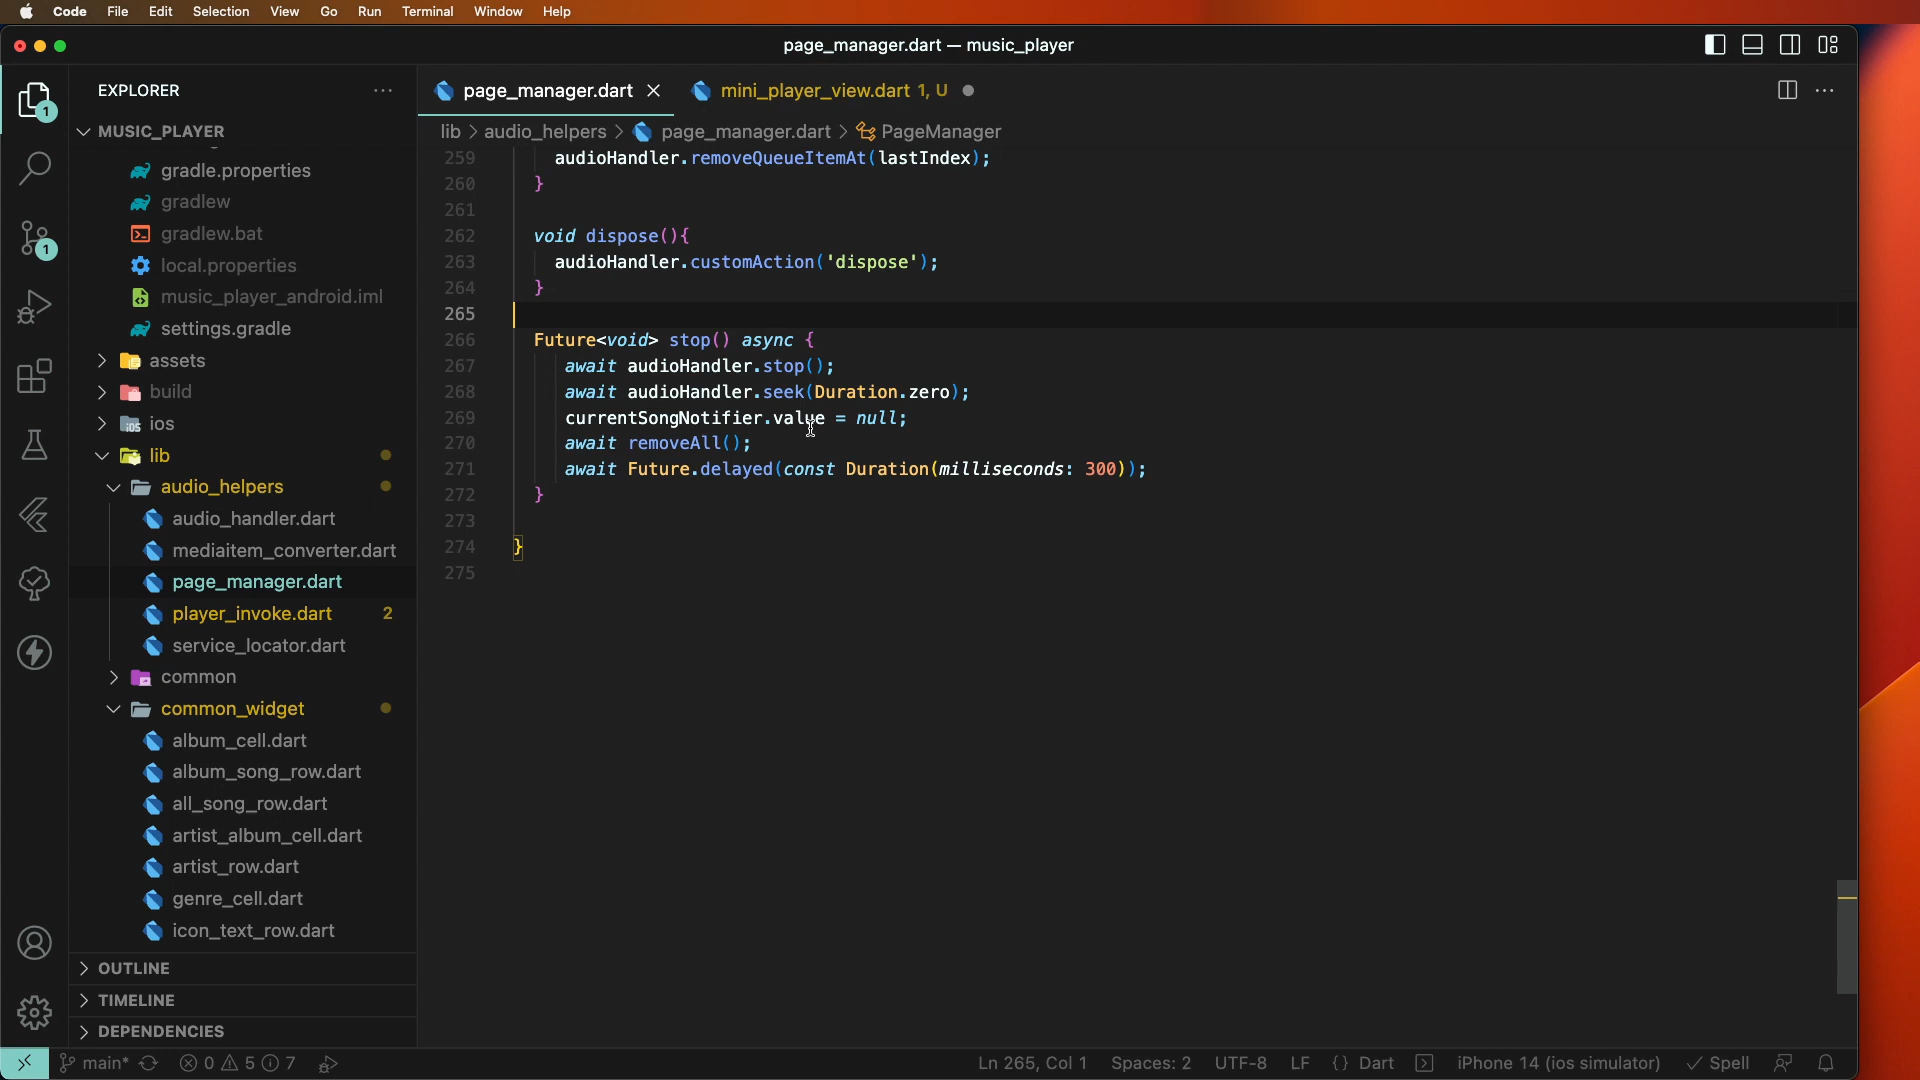 Code File Edit Selection View Go Run Terminal Window Help
page_manager.dart — music_player
EXPLORER
page_manager.dart
mini_player_view.dart 1, U
1
MUSIC_PLAYER
lib > audio_helpers > page_manager.dart > PageManager
gradle.properties
gradlew
gradlew.bat
local.properties
music_player_android.iml
settings.gradle
assets
build
ios
lib
audio_helpers
audio_handler.dart
mediaitem_converter.dart
page_manager.dart
player_invoke.dart 2
service_locator.dart
common
common_widget
album_cell.dart
album_song_row.dart
all_song_row.dart
artist_album_cell.dart
artist_row.dart
genre_cell.dart
icon_text_row.dart
OUTLINE
TIMELINE
DEPENDENCIES
1
259 audioHandler.removeQueueItemAt(lastIndex);
260 }
261
262 void dispose(){
263 audioHandler.customAction('dispose');
264 }
265
266 Future<void> stop() async {
267 await audioHandler.stop();
268 await audioHandler.seek(Duration.zero);
269 currentSongNotifier.value = null;
270 await removeAll();
271 await Future.delayed(const Duration(milliseconds: 300));
272 }
273
274 }
275
main* 0 5 7
Ln 265, Col 1 Spaces: 2 UTF-8 LF {} Dart iPhone 14 (ios simulator) Spell